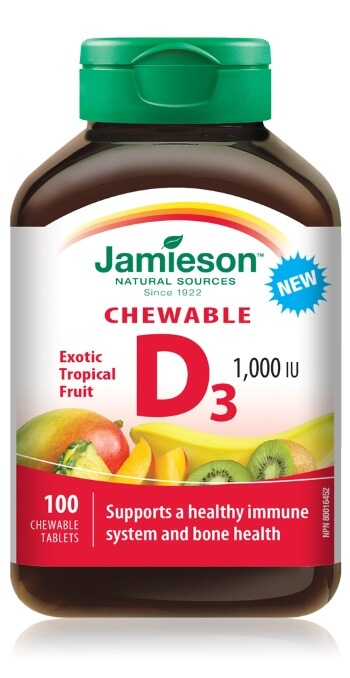 Jamieson™
NATURAL SOURCES
Since 1922
NEW
CHEWABLE
Exotic
Tropical
Fruit
D3
1,000 IU
100
CHEWABLE
TABLETS
Supports a healthy immune
system and bone health
NPN 80016452